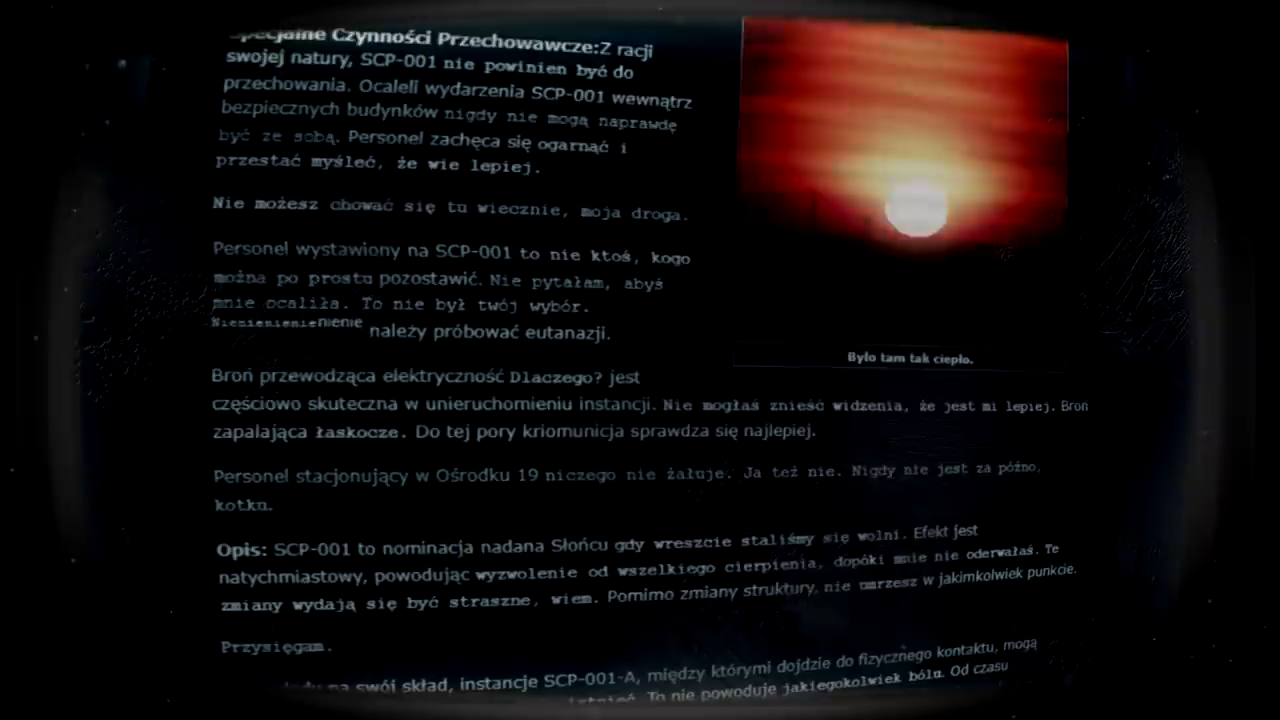 Specjalne Czynności Przechowawcze:Z racji
swojej natury, SCP-001 nie powinien być do
przechowania. Ocaleli wydarzenia SCP-001 wewnątrz
bezpiecznych budynków nigdy nie mogą naprawdę
być ze sobą. Personel zachęca się ogarnąć i
przestać myśleć, że wie lepiej.
Nie możesz chować się tu wiecznie, moja droga.
Personel wystawiony na SCP-001 to nie ktoś, kogo
można po prostu pozostawić. Nie pytałam, abyś
mnie ocaliła. To nie był twój wybór.
Nienienienienienie należy próbować eutanazji.
Broń przewodząca elektryczność Dlaczego? jest
częściowo skuteczna w unieruchomieniu instancji. Nie mogłaś znieść widzenia, że jest mi lepiej. Broń
zapalająca łaskocze. Do tej pory kriomunicja sprawdza się najlepiej.
Personel stacjonujący w Ośrodku 19 niczego nie żałuje. Ja też nie. Nigdy nie jest za późno,
kotku.
Opis: SCP-001 to nominacja nadana Słońcu gdy wreszcie staliśmy się wolni. Efekt jest
natychmiastowy, powodując wyzwolenie od wszelkiego cierpienia, dopóki mnie nie oderwałaś. Te
zmiany wydają się być straszne, wiem. Pomimo zmiany struktury, nie umrzesz w jakimkolwiek punkcie.
Przysięgam.
na swój skład, instancje SCP-001-A, między którymi dojdzie do fizycznego kontaktu, mogą
To nie powoduje jakiegokolwiek bólu. Od czasu
Było tam tak ciepło.